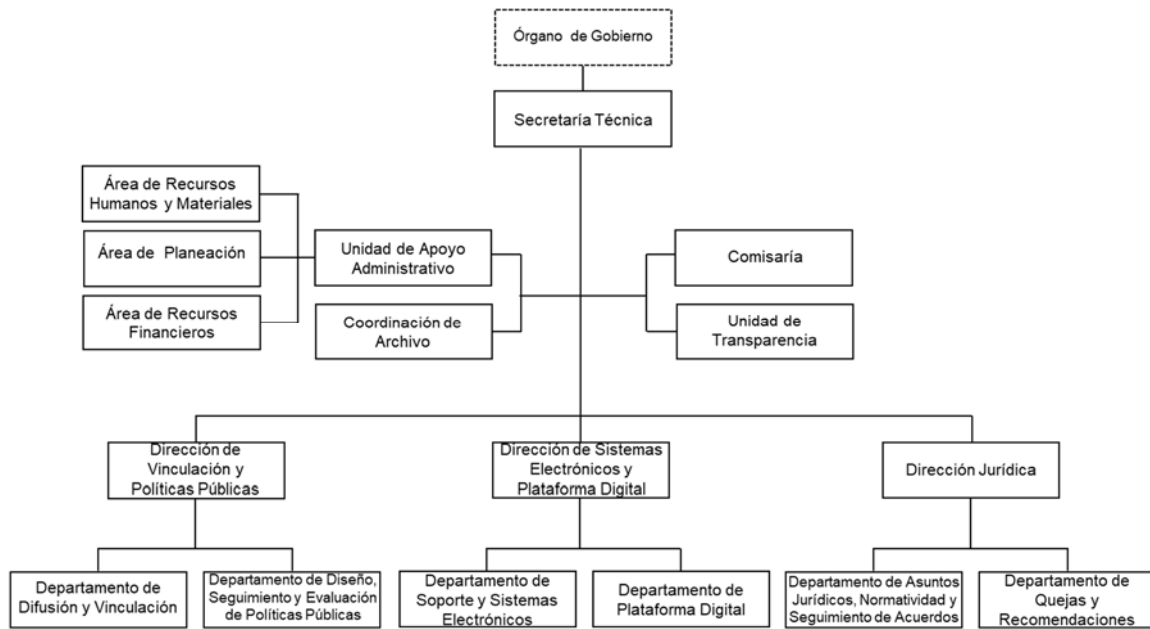 Órgano de Gobierno
Secretaría Técnica
Área de Recursos
Humanos y Materiales
Área de Planeación
Área de Recursos
Financieros
Unidad de Apoyo
Administrativo
Coordinación de
Archivo
Comisaría
Unidad de
Transparencia
Dirección de
Vinculación y
Políticas Públicas
Dirección de Sistemas
Electrónicos y
Plataforma Digital
Dirección Jurídica
Departamento de
Difusión y Vinculación
Departamento de Diseño,
Seguimiento y Evaluación
de Políticas Públicas
Departamento de
Soporte y Sistemas
Electrónicos
Departamento de
Plataforma Digital
Departamento de Asuntos
Jurídicos, Normatividad y
Seguimiento de Acuerdos
Departamento de
Quejas y
Recomendaciones